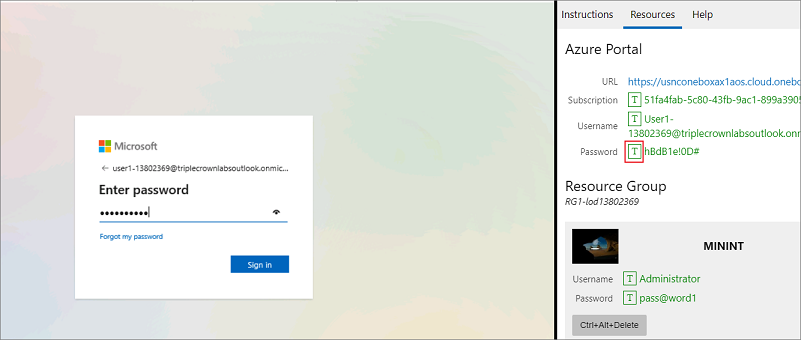 Microsoft
← user1-13802369@triplecrownlabsoutlook.onmic...
Enter password
••••••••••
Forgot my password
Sign in
Instructions
Resources
Help
Azure Portal
URL https://usnconeboxax1aos.cloud.onebo
Subscription T 51fa4fab-5c80-43fb-9ac1-899a3905
Username T User1-
13802369@triplecrownlabsoutlook.onm
Password T hBdB1e!0D#
Resource Group
RG1-lod13802369
MININT
Username T Administrator
Password T pass@word1
Ctrl+Alt+Delete